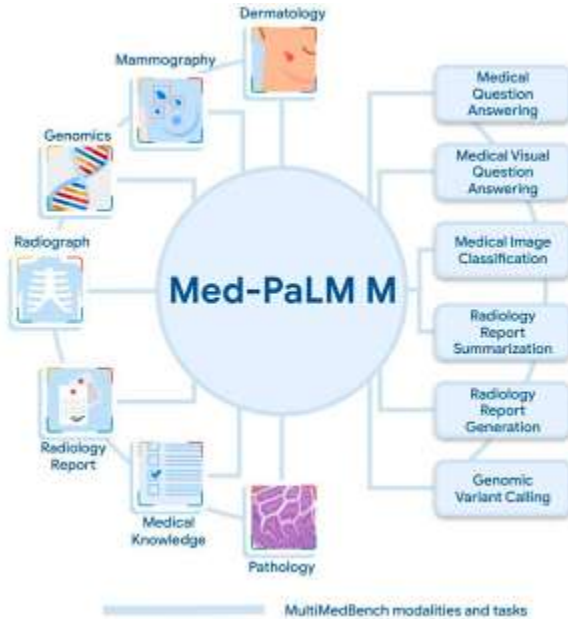 Dermatology
Mammography
Genomics
Radiograph
Radiology
Report
Medical
Knowledge
Pathology
Med-PaLM M
Medical
Question
Answering
Medical Visual
Question
Answering
Medical Image
Classification
Radiology
Report
Summarization
Radiology
Report
Generation
Genomic
Variant Calling
MultiMedBench modalities and tasks